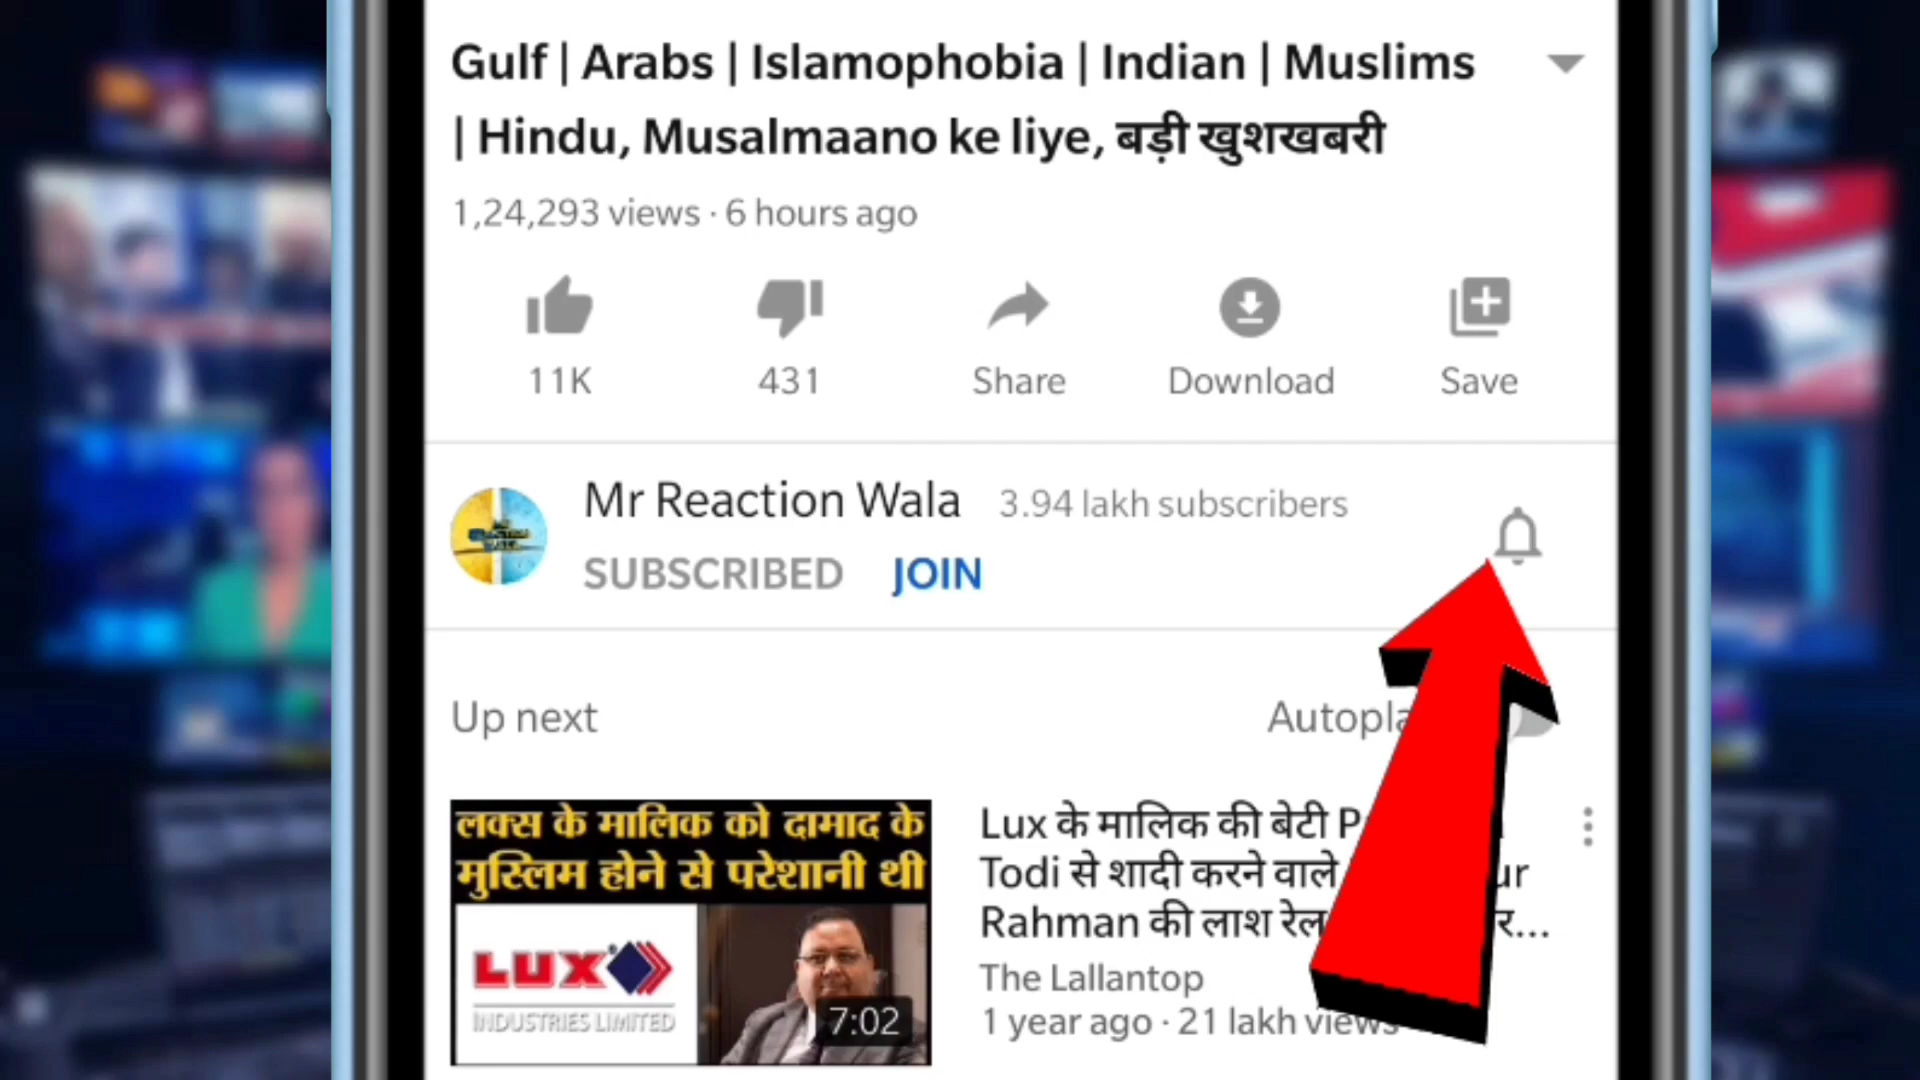 Gulf | Arabs | Islamophobia | Indian | Muslims
| Hindu, Musalmaano ke liye, बड़ी खुशखबरी
1,24,293 views · 6 hours ago
11K 431 Share Download Save
Mr Reaction Wala 3.94 lakh subscribers
SUBSCRIBED JOIN
Up next
लक्स के मालिक को दामाद के
मुस्लिम होने से परेशानी थी
LUX
INDUSTRIES LIMITED
7:02
Lux के मालिक की बेटी
Todi से शादी करने वाले
Rahman की लाश
The Lallantop
1 year ago · 21 lakh views